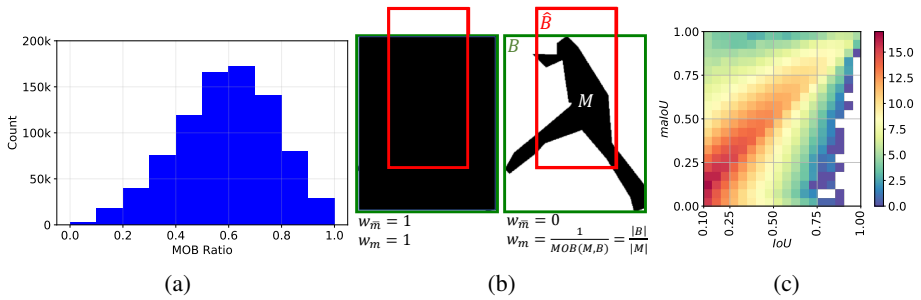 200k
150k
100k
50k
0
Count
0.0 0.2 0.4 0.6 0.8 1.0
MOB Ratio
(a)
B B̂
M
w_m̅ = 1
w_m = 1
w_m̅ = 0
w_m = 1/MOB(M,B) = |B|/|M|
(b)
1.00
0.75
0.50
0.25
0.00
maIoU
0.10 0.25 0.50 0.75 1.00
IoU
15.0
12.5
10.0
7.5
5.0
2.5
0.0
(c)